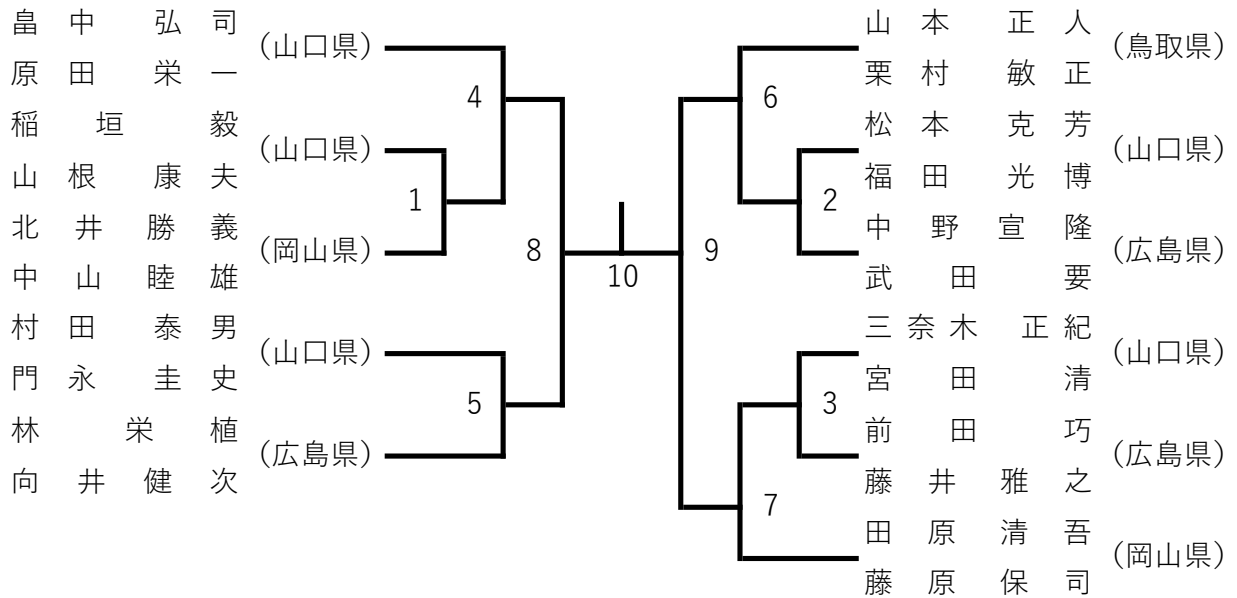 畠中 弘司
(山口県)
原田 栄一
稲垣 毅
(山口県)
山根 康夫
北井 勝義
(岡山県)
中山 睦雄
村田 泰男
(山口県)
門永 圭史
林 栄植
(広島県)
向井 健次
4
1
8
5
10
山本 正人
(鳥取県)
栗村 敏正
松本 克芳
(山口県)
福田 光博
中野 宣隆
(広島県)
武田 要
三奈木 正紀
(山口県)
宮田 清
前田 巧
(広島県)
藤井 雅之
田原 清吾
(岡山県)
藤原 保司
6
2
9
3
7